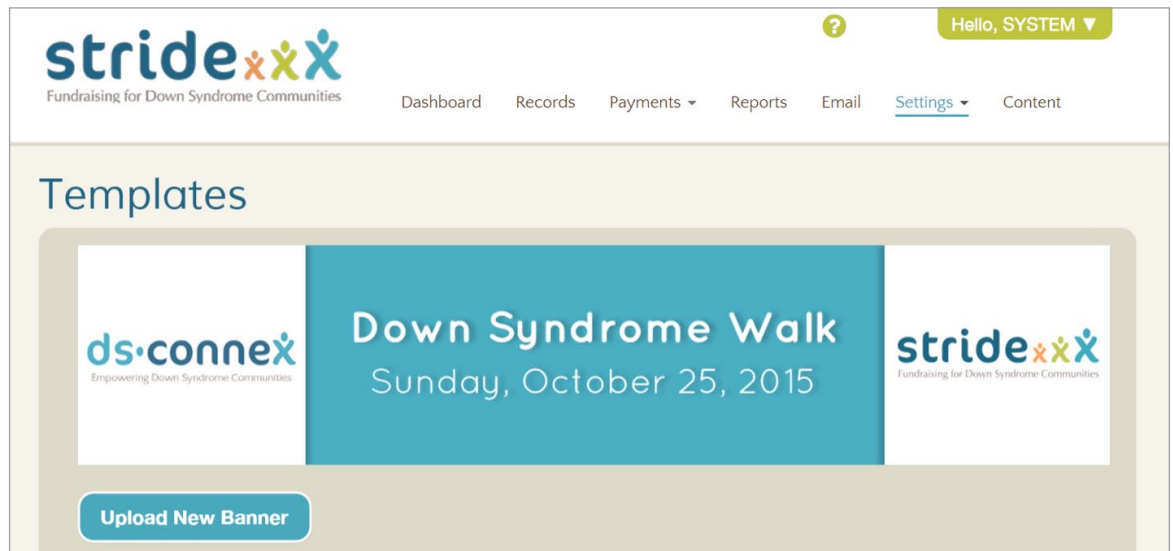 ? Hello, SYSTEM ▼
stride
Fundraising for Down Syndrome Communities
Dashboard Records Payments Reports Email Settings Content
Templates
ds·connex
Empowering Down Syndrome Communities
Down Syndrome Walk
Sunday, October 25, 2015
stride
Fundraising for Down Syndrome Communities
Upload New Banner